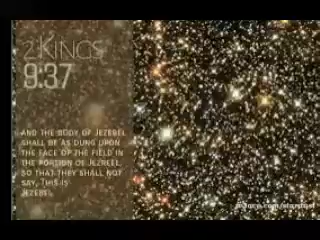 2 KINGS
9:37
AND THE BODY OF JEZEBEL
SHALL BE AS DUNG UPON
THE FACE OF THE FIELD IN
THE PORTION OF JEZREEL;
SO THAT THEY SHALL NOT
SAY, THIS IS
JEZEBEL.